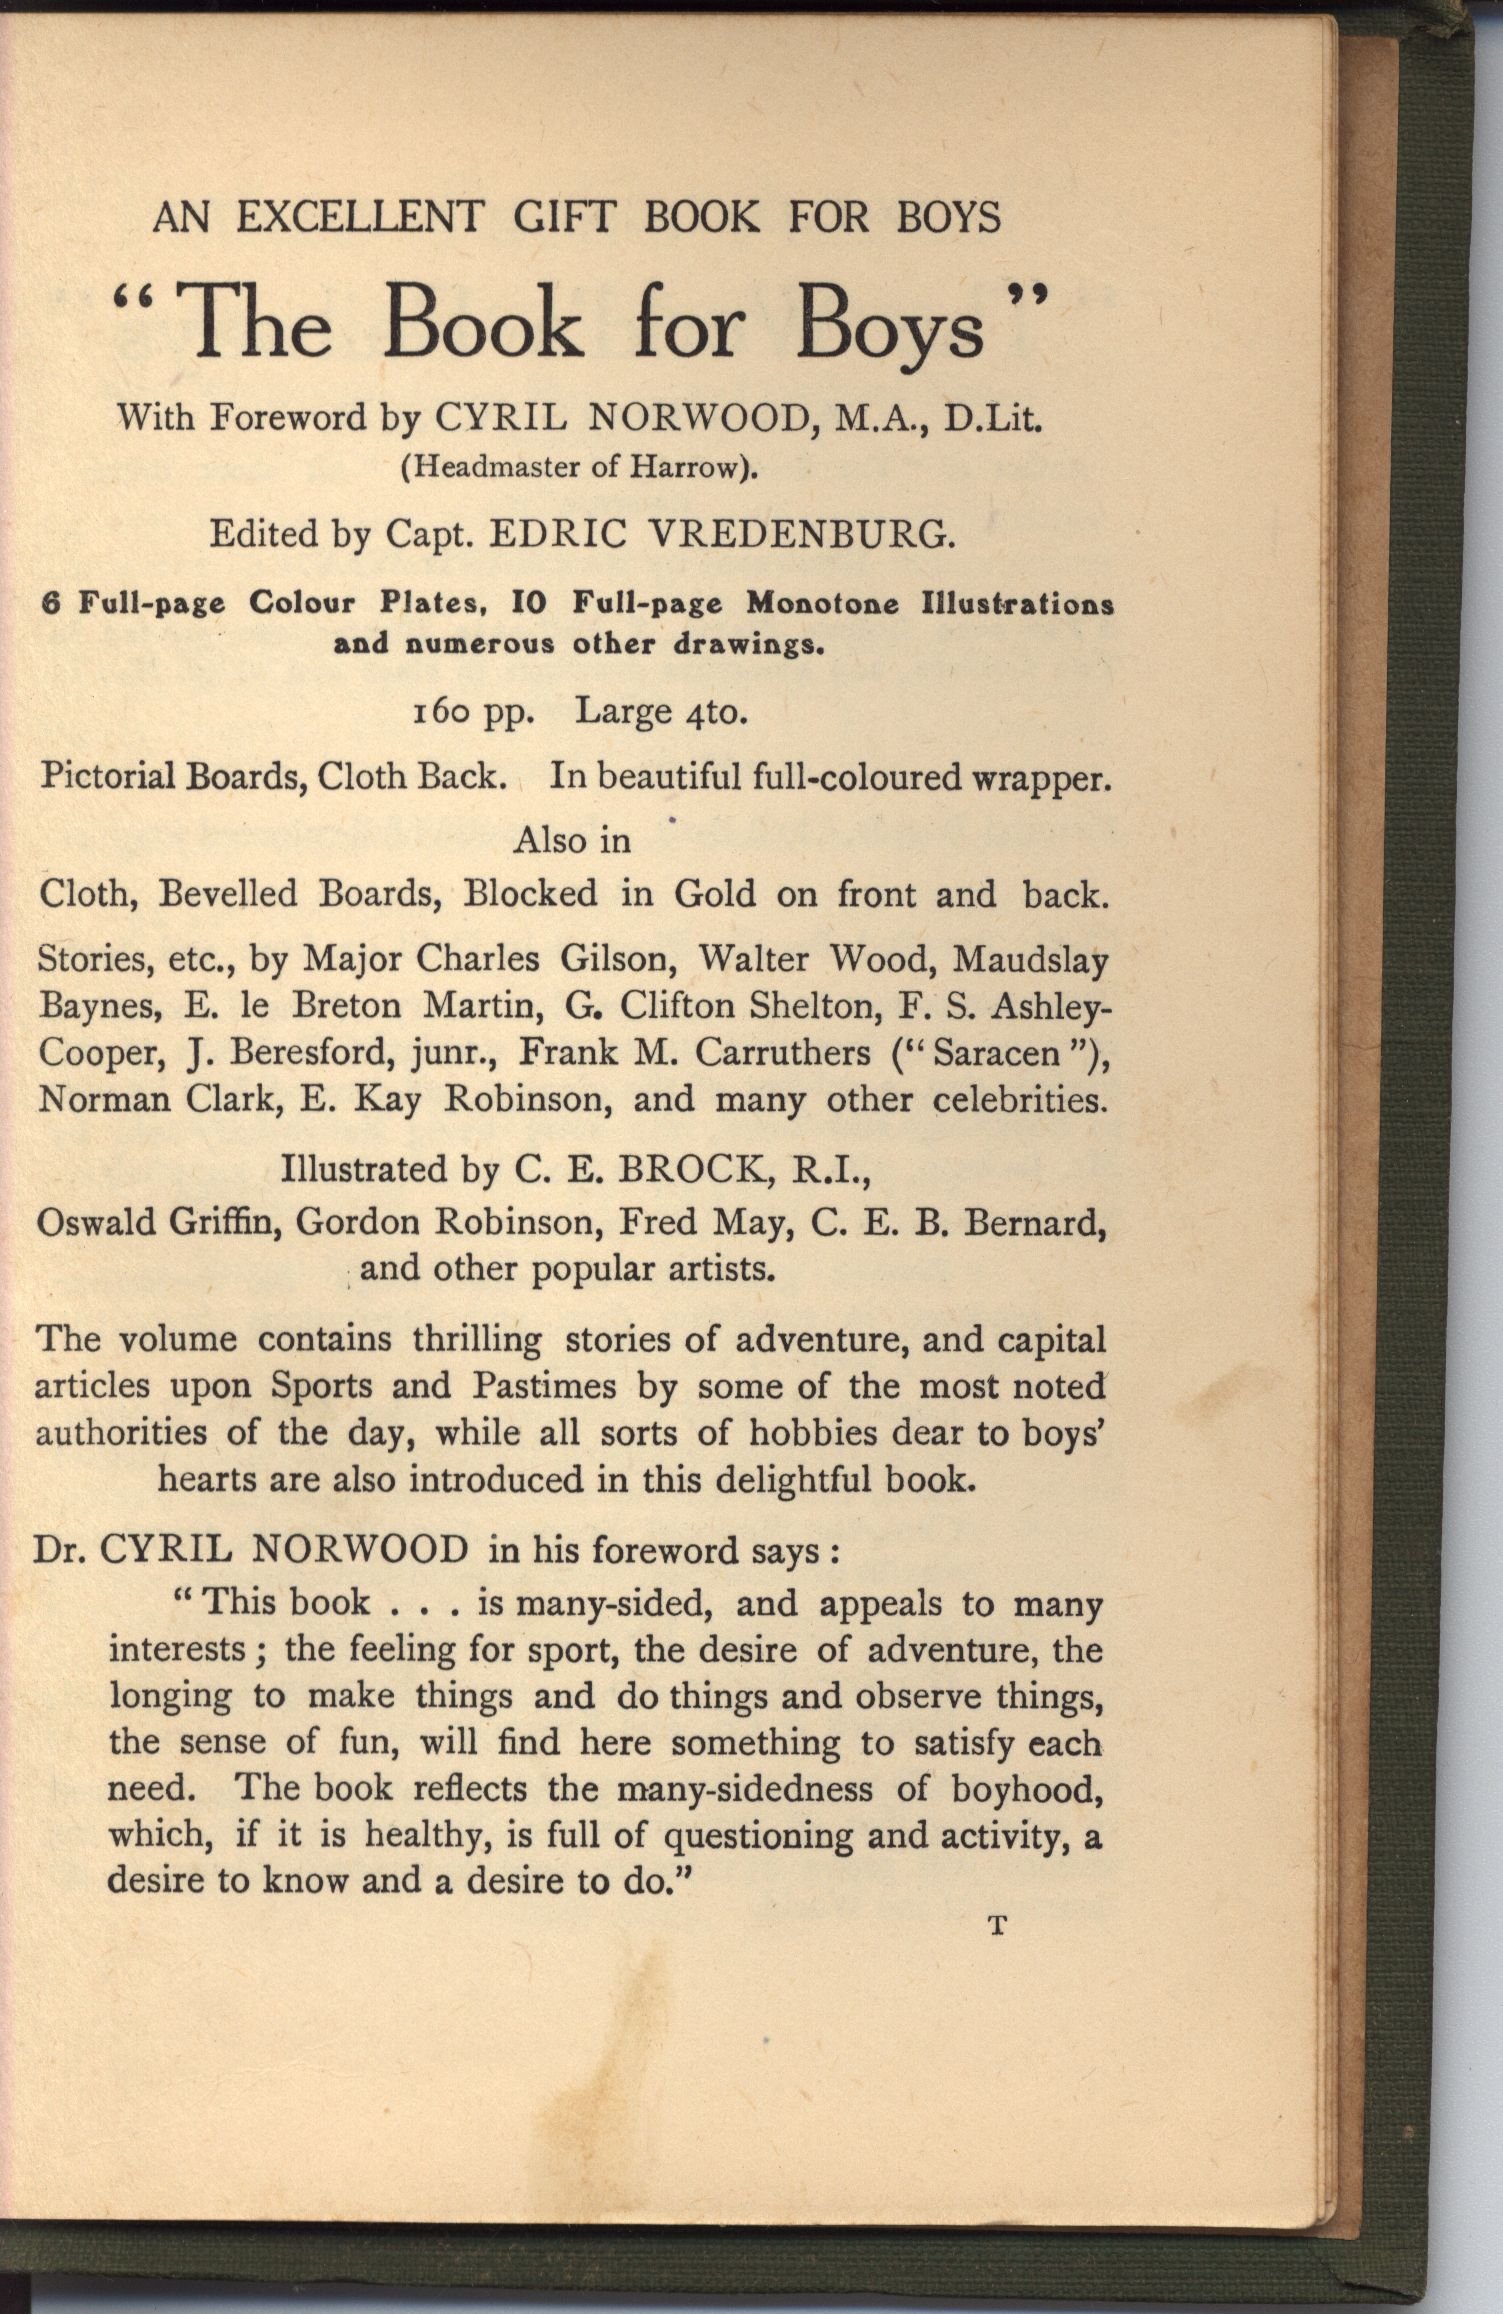 AN EXCELLENT GIFT BOOK FOR BOYS
“The Book for Boys”
With Foreword by CYRIL NORWOOD, M.A., D.Lit.
(Headmaster of Harrow).
Edited by Capt. EDRIC VREDENBURG.
6 Full-page Colour Plates, 10 Full-page Monotone Illustrations
and numerous other drawings.
160 pp. Large 4to.
Pictorial Boards, Cloth Back. In beautiful full-coloured wrapper.
Also in
Cloth, Bevelled Boards, Blocked in Gold on front and back.
Stories, etc., by Major Charles Gilson, Walter Wood, Maudslay
Baynes, E. le Breton Martin, G. Clifton Shelton, F. S. Ashley-
Cooper, J. Beresford, junr., Frank M. Carruthers (“Saracen”),
Norman Clark, E. Kay Robinson, and many other celebrities.
Illustrated by C. E. BROCK, R.I.,
Oswald Griffin, Gordon Robinson, Fred May, C. E. B. Bernard,
and other popular artists.
The volume contains thrilling stories of adventure, and capital
articles upon Sports and Pastimes by some of the most noted
authorities of the day, while all sorts of hobbies dear to boys’
hearts are also introduced in this delightful book.
Dr. CYRIL NORWOOD in his foreword says :
“This book . . . is many-sided, and appeals to many
interests ; the feeling for sport, the desire of adventure, the
longing to make things and do things and observe things,
the sense of fun, will find here something to satisfy each
need. The book reflects the many-sidedness of boyhood,
which, if it is healthy, is full of questioning and activity, a
desire to know and a desire to do.”
T